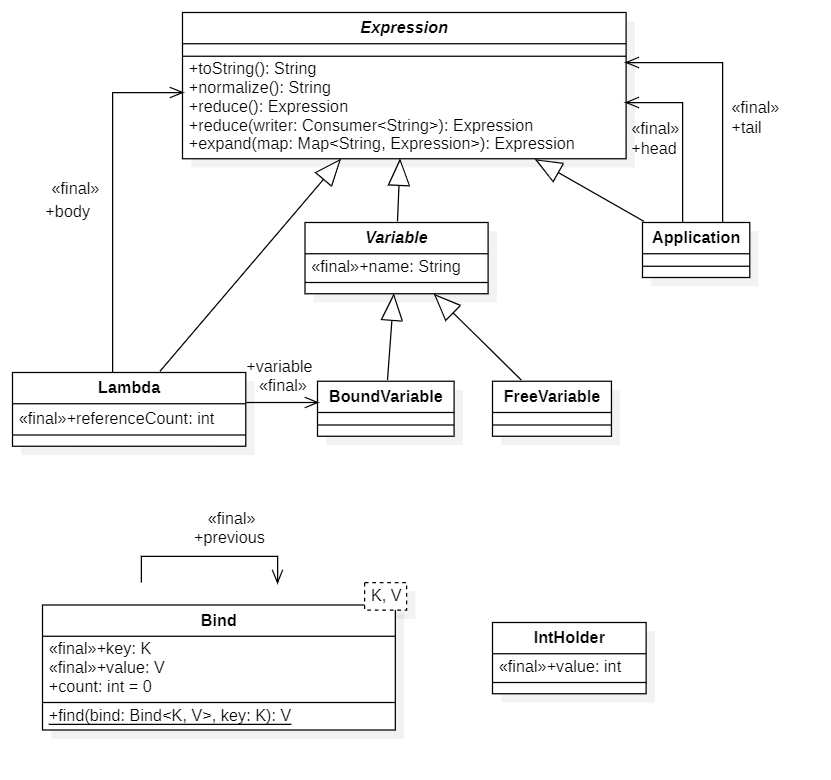 Expression
+toString(): String
+normalize(): String
+reduce(): Expression
+reduce(writer: Consumer<String>): Expression
+expand(map: Map<String, Expression>): Expression
«final»
+tail
«final»
+head
«final»
+body
Variable
«final»+name: String
Application
Lambda
«final»+referenceCount: int
+variable
«final»
BoundVariable
FreeVariable
«final»
+previous
K, V
Bind
«final»+key: K
«final»+value: V
+count: int = 0
+find(bind: Bind<K, V>, key: K): V
IntHolder
«final»+value: int